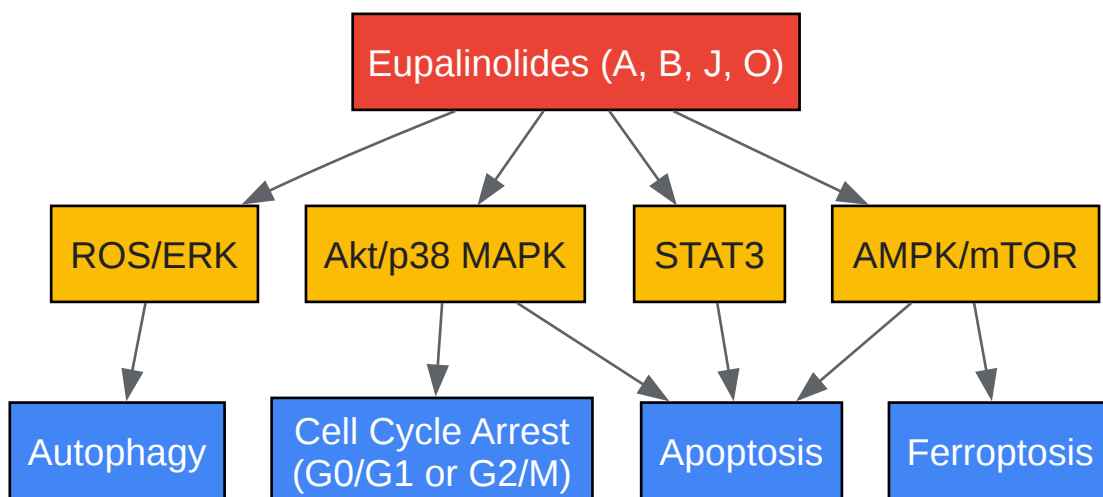 Eupalinolides (A, B, J, O)
ROS/ERK
Akt/p38 MAPK
STAT3
AMPK/mTOR
Autophagy
Cell Cycle Arrest
(G0/G1 or G2/M)
Apoptosis
Ferroptosis